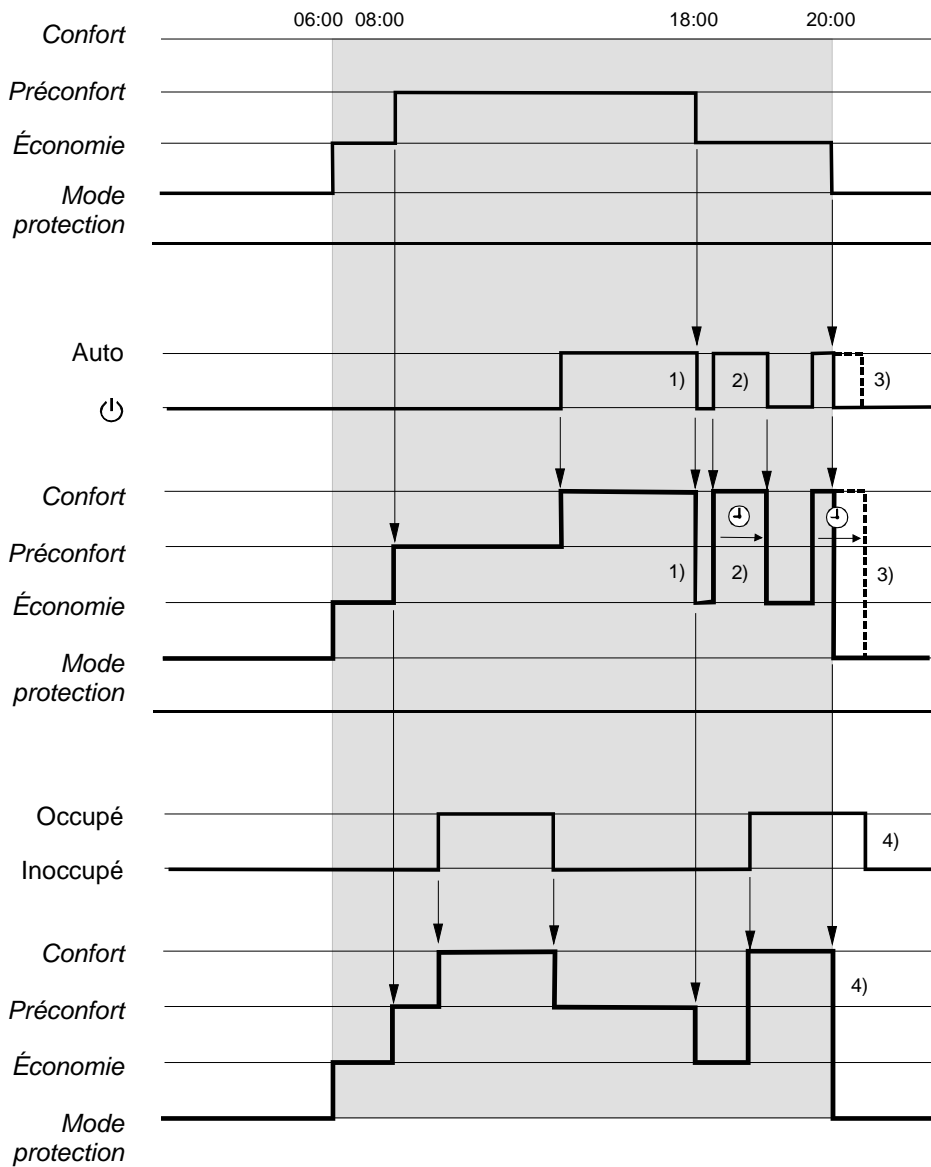 06:00 08:00 18:00 20:00
Confort
Préconfort
Économie
Mode
protection
Auto
1) 2) 3)
Confort
Préconfort
1) 2) 3)
Économie
Mode
protection
Occupé
4)
Inoccupé
Confort
4)
Préconfort
Économie
Mode
protection